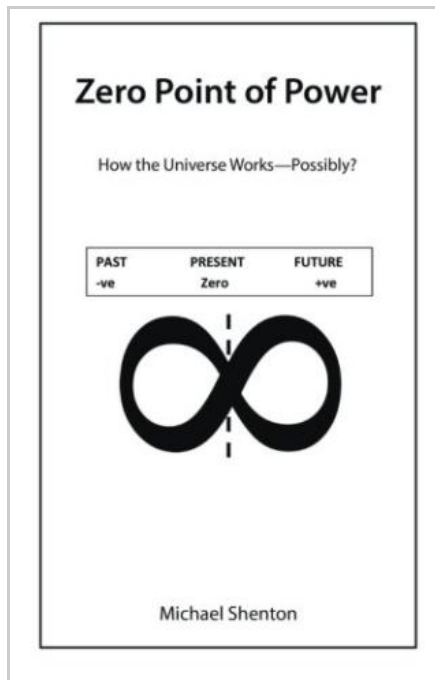 Zero Point of Power
How the Universe Works—Possibly?
PAST PRESENT FUTURE
-ve Zero +ve
Michael Shenton